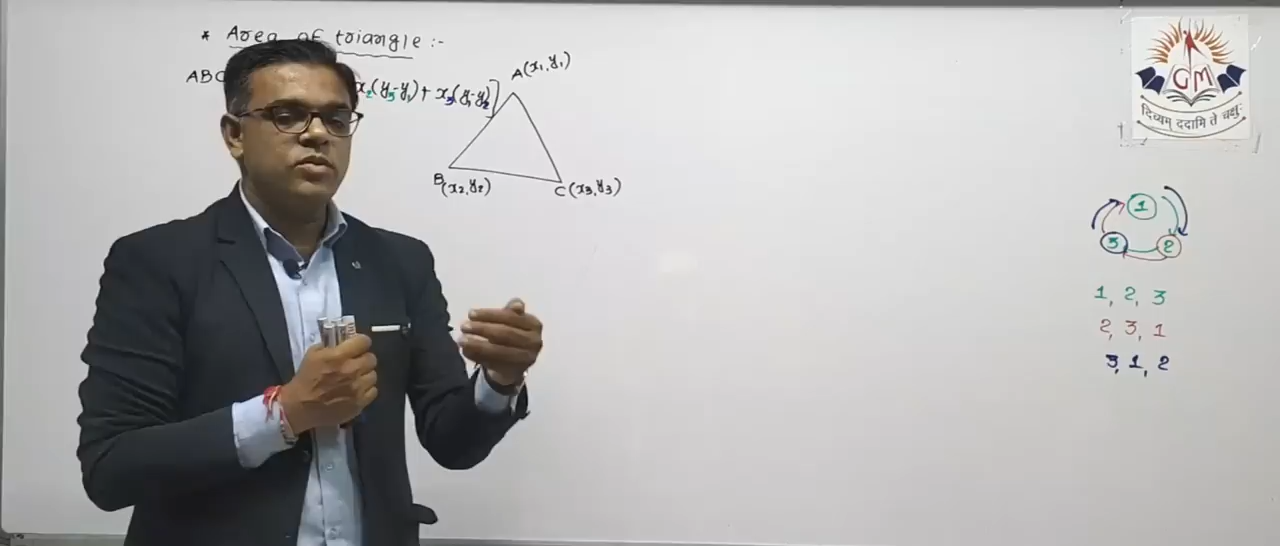 * Area of triangle :-
ABC
x₂(y₃-y₁)+ x₃(y₁-y₂)]
A(x₁,y₁)
B(x₂,y₂)
C(x₃,y₃)
GM
दिव्यम् ददामि ते चक्षुः
1
3 2
1, 2, 3
2, 3, 1
3, 1, 2